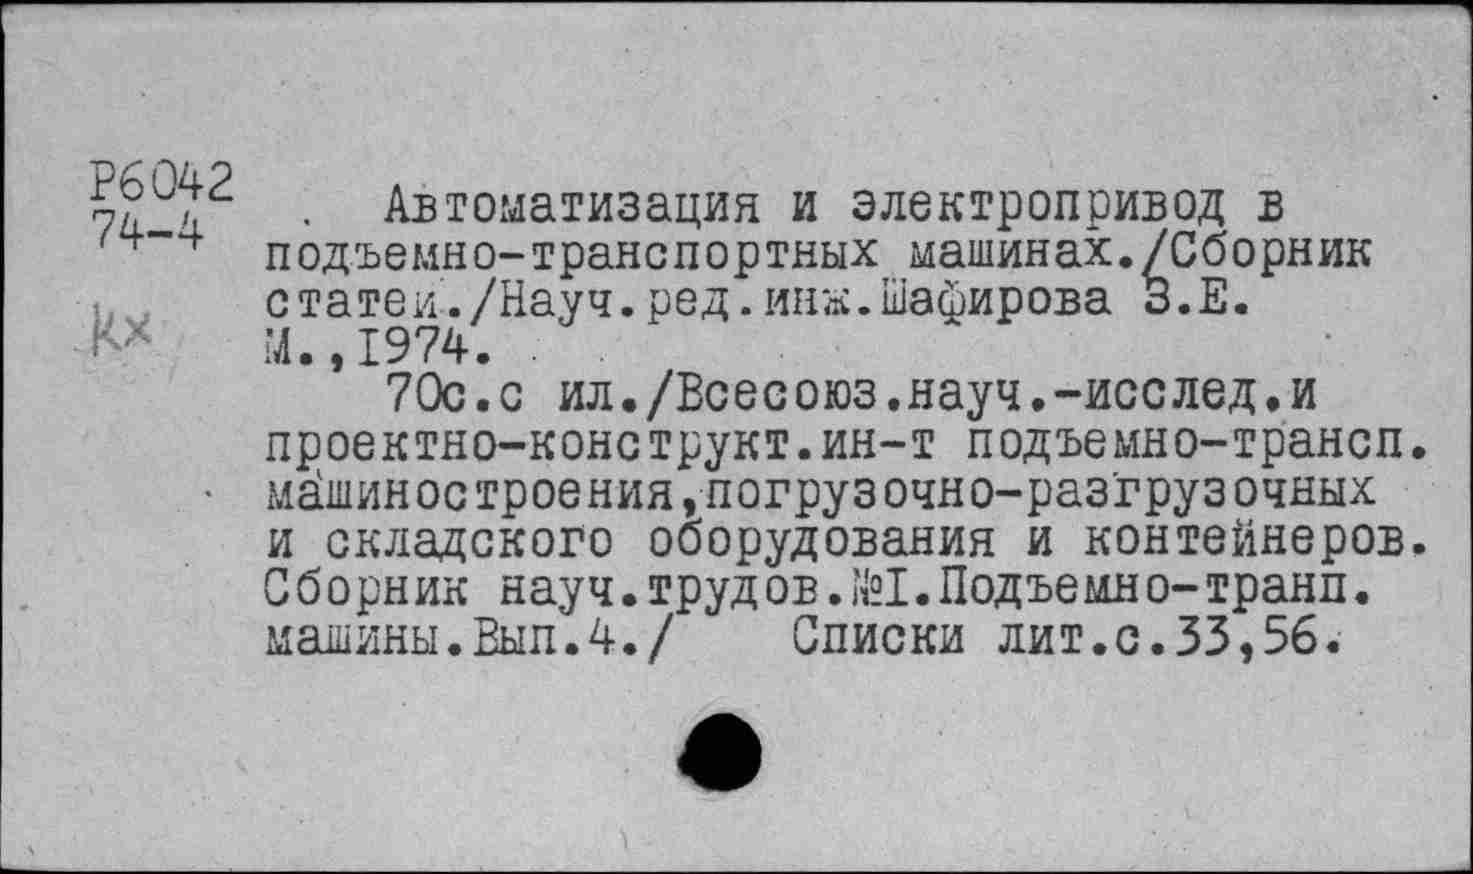 Р6042
74-4
Автоматизация и электропривод в
подъемно-транспортных машинах./Сборник
статей./Науч.ред.инж.Шафирова З.Е.
М.,1974.
70с.с ил./Всесоюз.науч.-исслед.и
проектно-конструкт.ин-т подъемно-трансп.
машиностроения,погрузочно-разгрузочных
и складского оборудования и контейнеров.
Сборник науч.трудов.№1.Подъемно-транп.
машины.Вып.4./ Списки лит.с.33,56.
кх